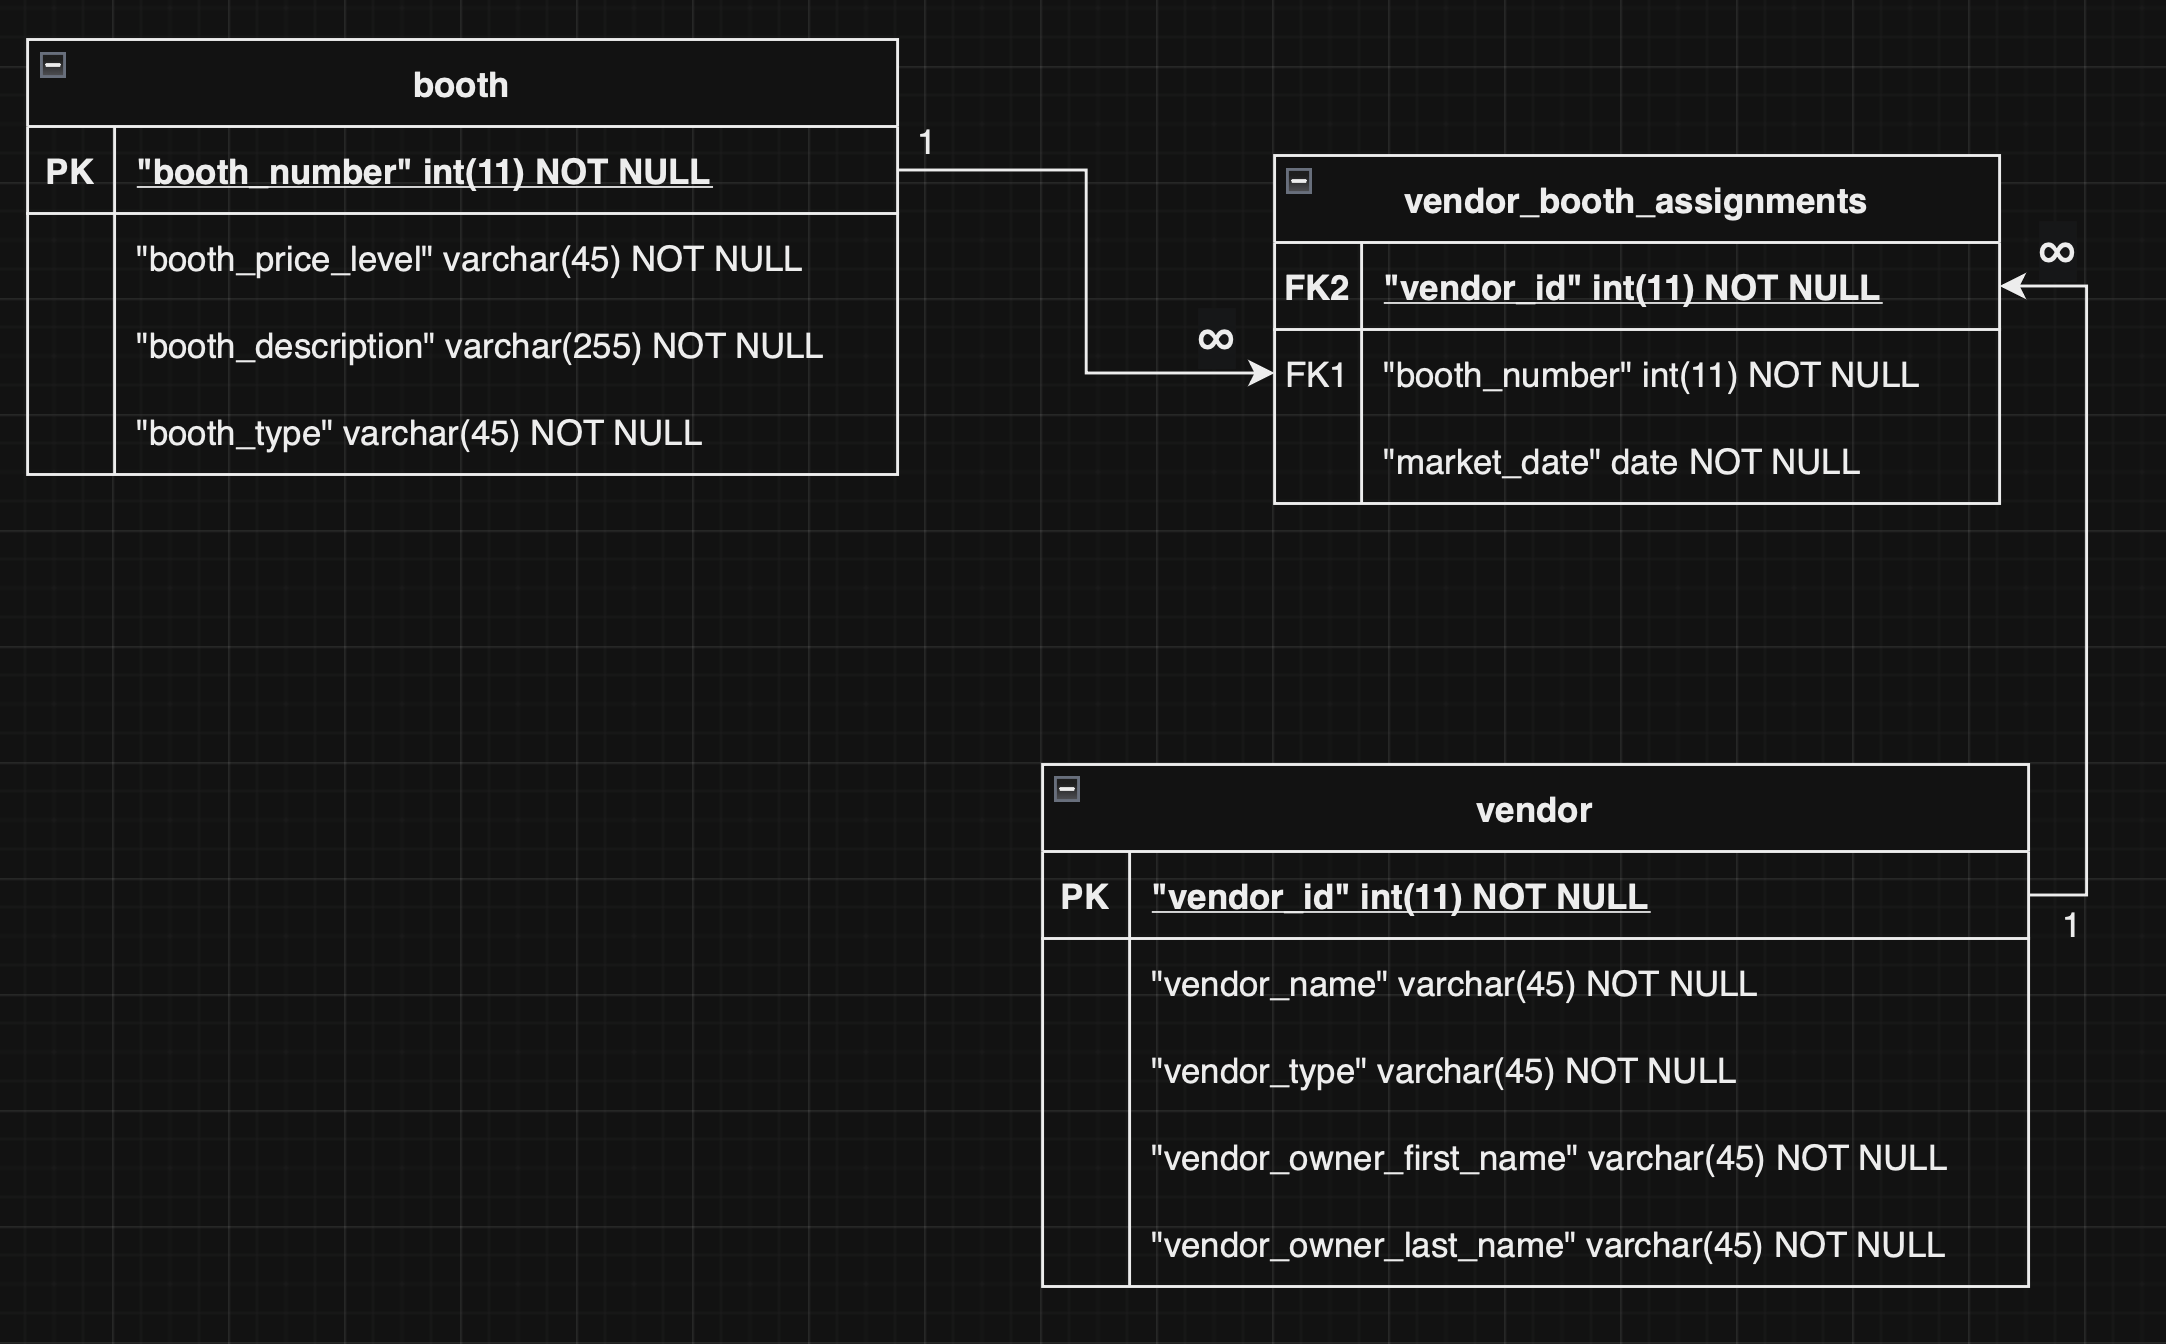 booth
PK "booth_number" int(11) NOT NULL
"booth_price_level" varchar(45) NOT NULL
"booth_description" varchar(255) NOT NULL
"booth_type" varchar(45) NOT NULL
1
∞
vendor_booth_assignments
FK2 "vendor_id" int(11) NOT NULL
FK1 "booth_number" int(11) NOT NULL
"market_date" date NOT NULL
∞
vendor
PK "vendor_id" int(11) NOT NULL
"vendor_name" varchar(45) NOT NULL
"vendor_type" varchar(45) NOT NULL
"vendor_owner_first_name" varchar(45) NOT NULL
"vendor_owner_last_name" varchar(45) NOT NULL
1